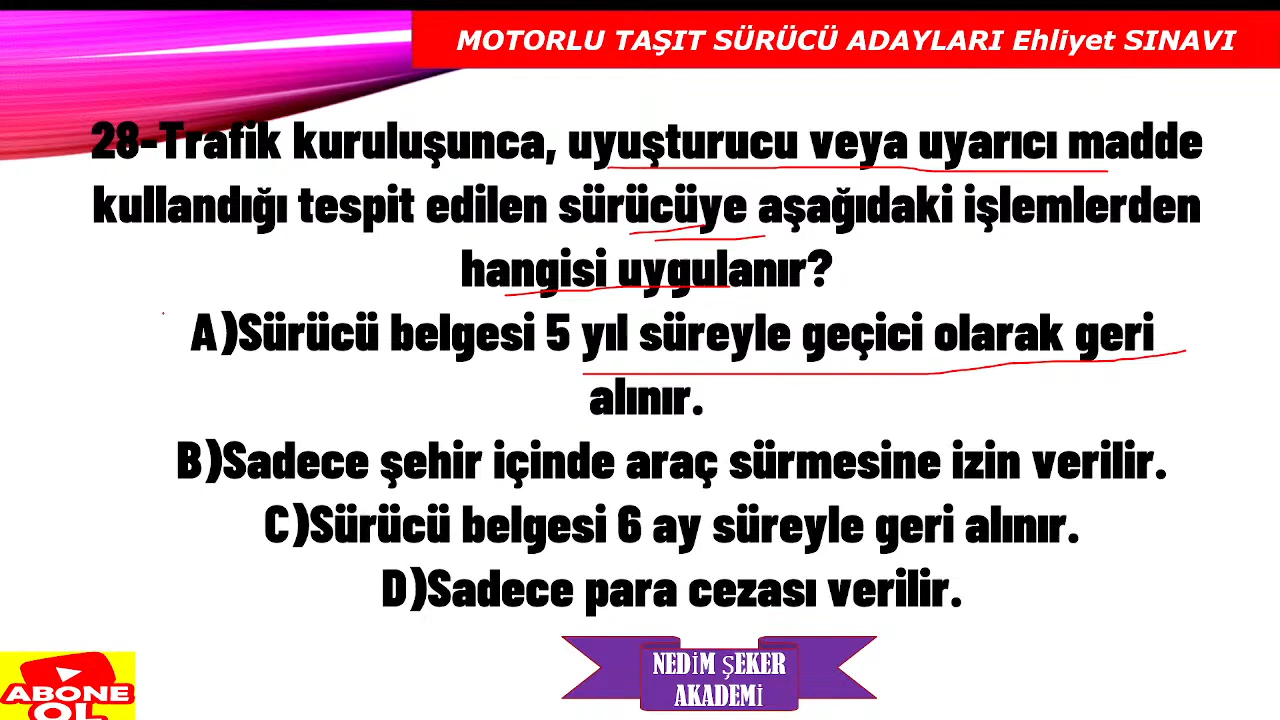 MOTORLU TAŞIT SÜRÜCÜ ADAYLARI Ehliyet SINAVI
28-Trafik kuruluşunca, uyuşturucu veya uyarıcı madde
kullandığı tespit edilen sürücüye aşağıdaki işlemlerden
hangisi uygulanır?
A)Sürücü belgesi 5 yıl süreyle geçici olarak geri
alınır.
B)Sadece şehir içinde araç sürmesine izin verilir.
C)Sürücü belgesi 6 ay süreyle geri alınır.
D)Sadece para cezası verilir.
NEDİM ŞEKER
AKADEMİ
ABONE
OL